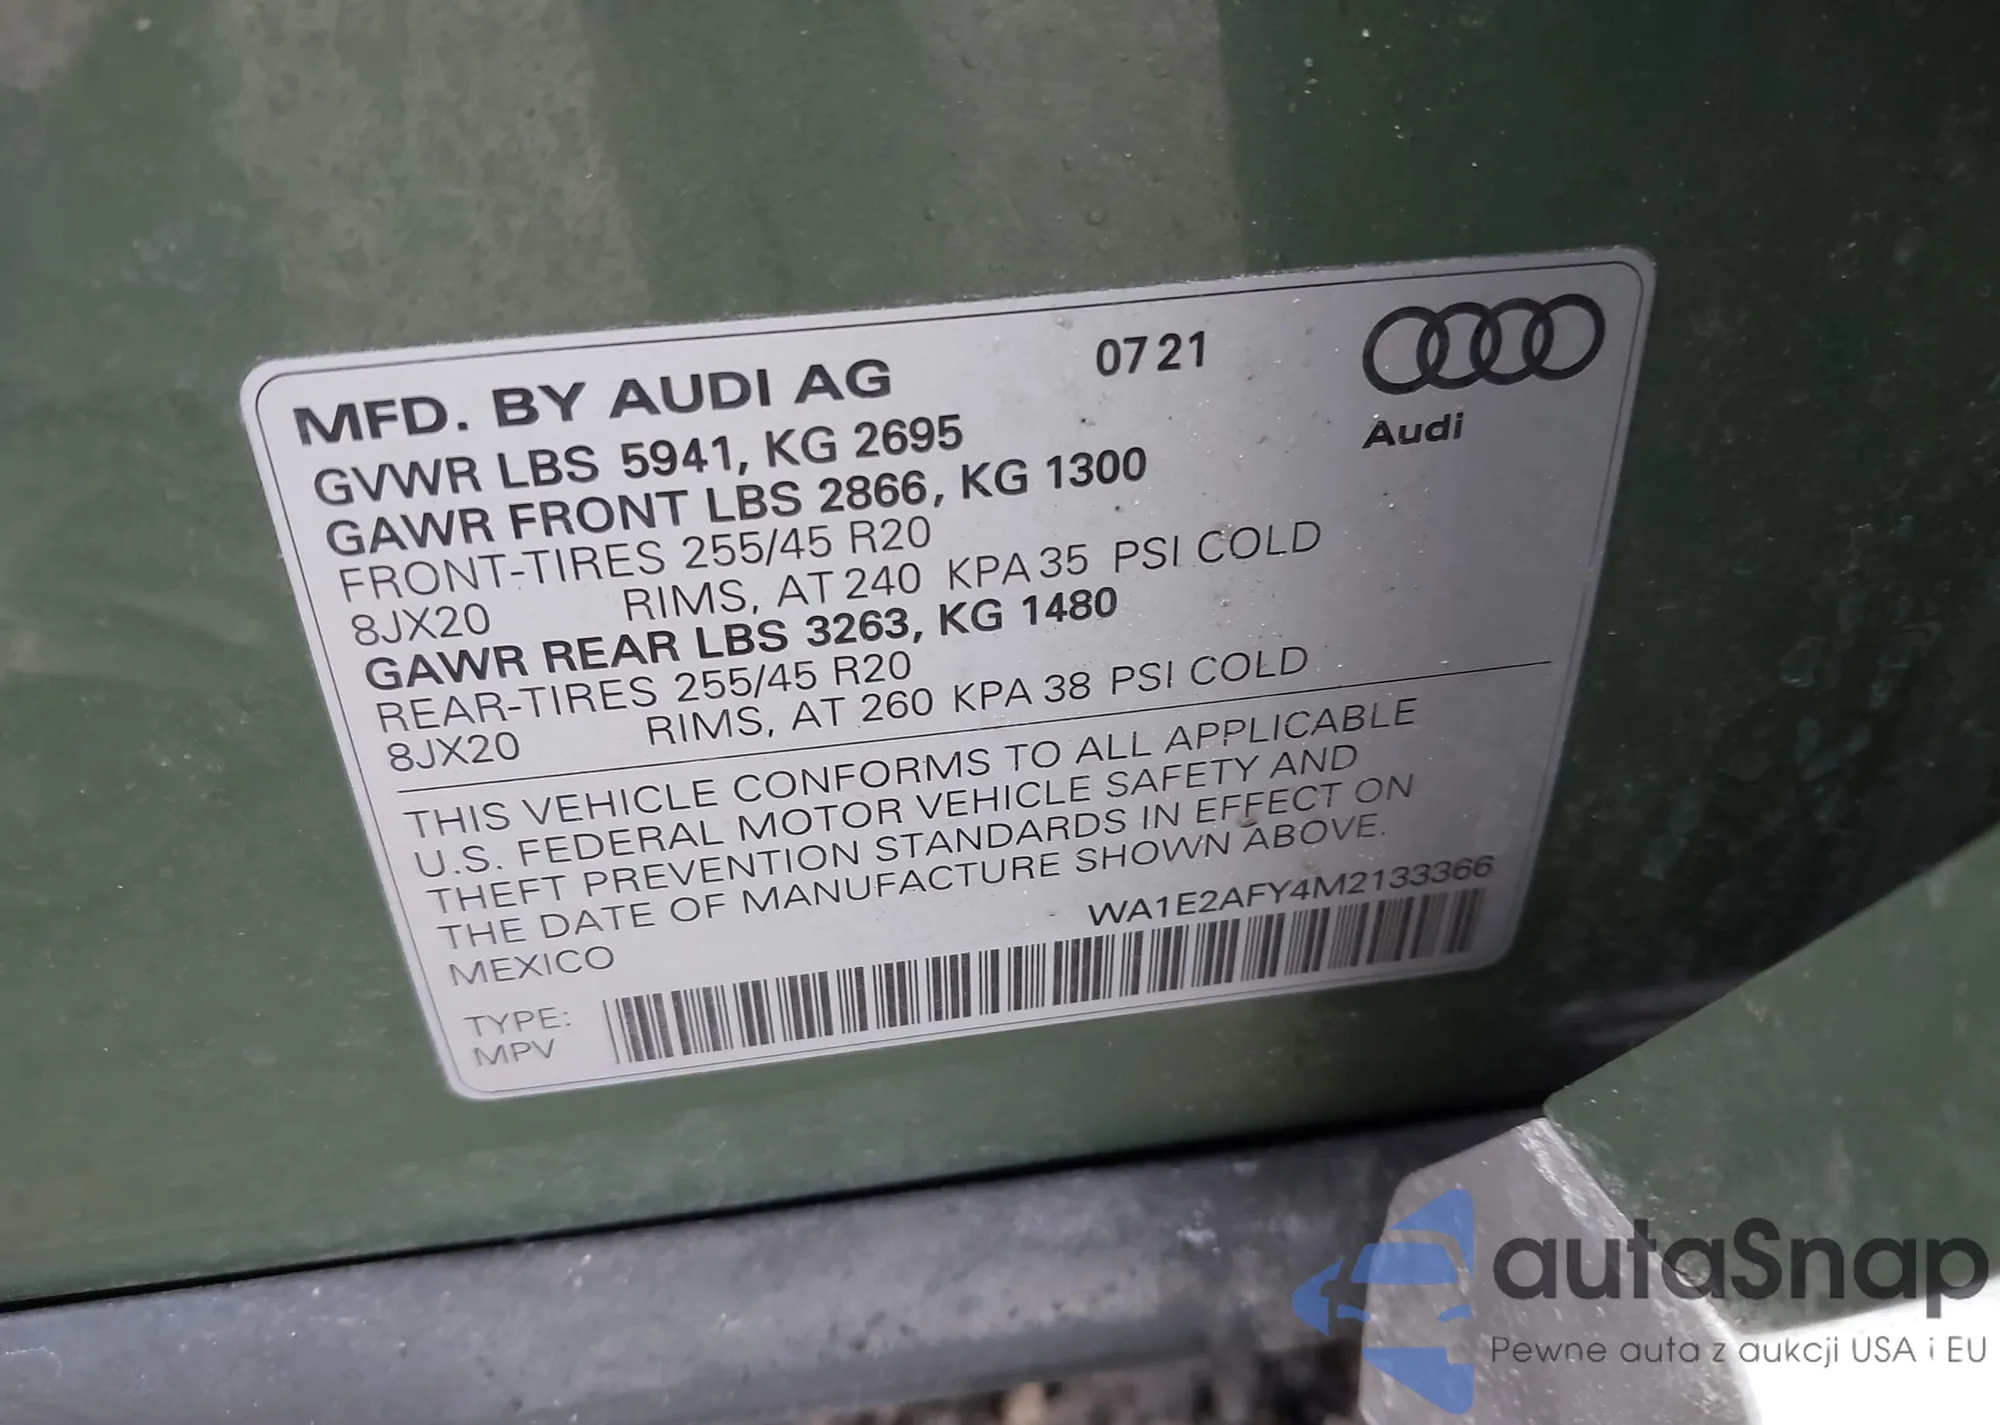 MFD. BY AUDI AG 07 21
Audi
GVWR LBS 5941, KG 2695
GAWR FRONT LBS 2866, KG 1300
FRONT-TIRES 255/45 R20
8JX20 RIMS, AT 240 KPA 35 PSI COLD
GAWR REAR LBS 3263, KG 1480
REAR-TIRES 255/45 R20
8JX20 RIMS, AT 260 KPA 38 PSI COLD
THIS VEHICLE CONFORMS TO ALL APPLICABLE
U.S. FEDERAL MOTOR VEHICLE SAFETY AND
THEFT PREVENTION STANDARDS IN EFFECT ON
THE DATE OF MANUFACTURE SHOWN ABOVE.
MEXICO WA1E2AFY4M2133366
TYPE:
MPV
autaSnap
Pewne auta z aukcji USA i EU